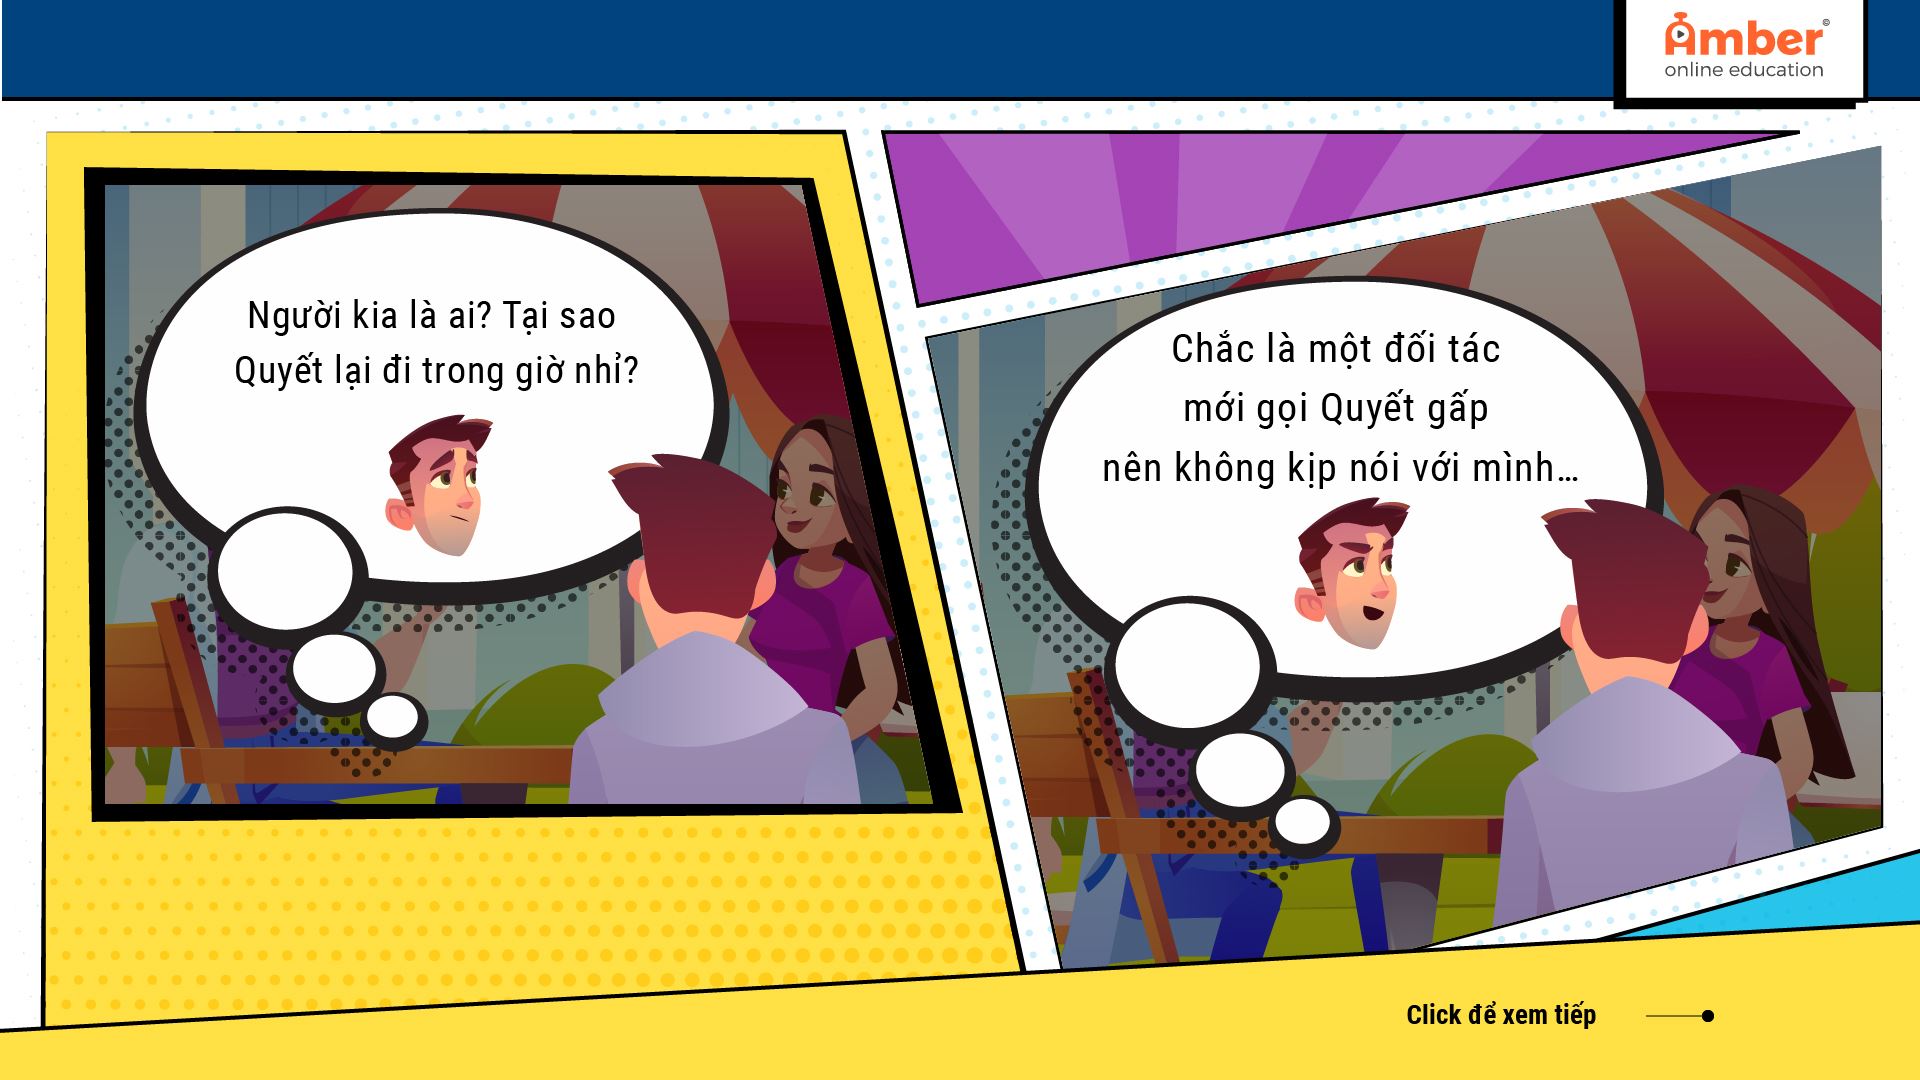 Amber
©
online education
Người kia là ai? Tại sao
Quyết lại đi trong giờ nhỉ?
Chắc là một đối tác
mới gọi Quyết gấp
nên không kịp nói với mình...
Click để xem tiếp